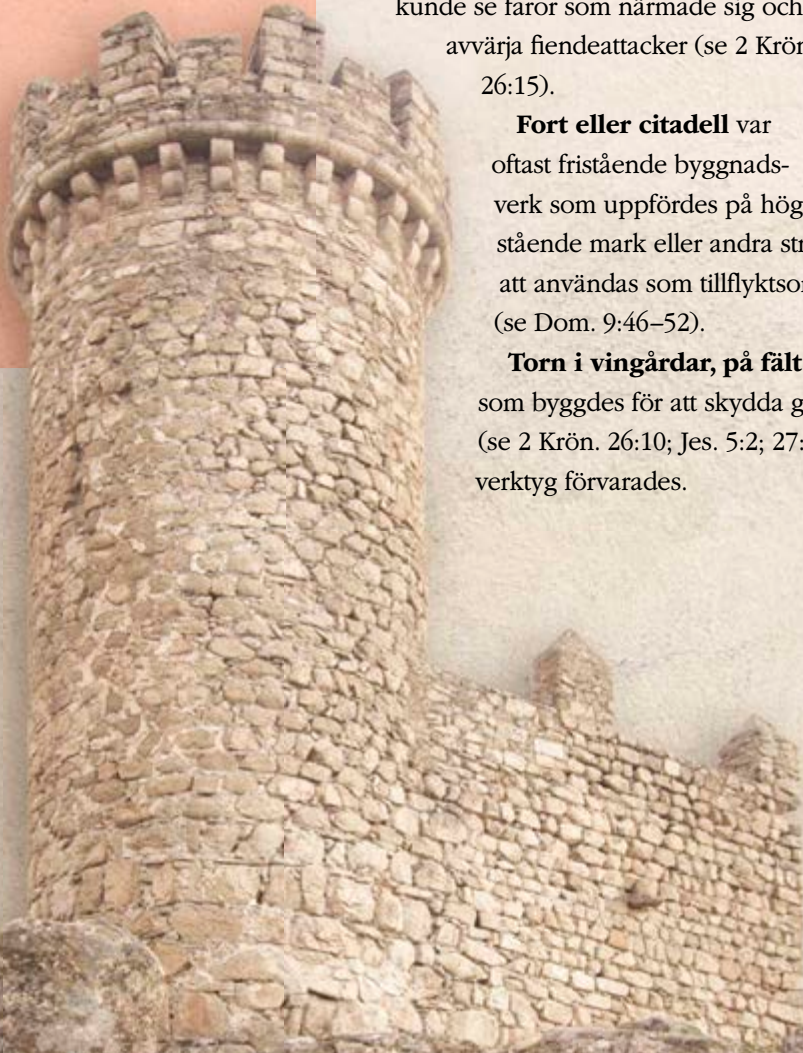 kunde se faror som närmade sig och
avvärja fiendeattacker (se 2 Krön
26:15).
Fort eller citadell var
oftast fristående byggnads-
verk som uppfördes på hög
stående mark eller andra str
att användas som tillflyktsor
(se Dom. 9:46–52).
Torn i vingårdar, på fält
som byggdes för att skydda g
(se 2 Krön. 26:10; Jes. 5:2; 27:
verktyg förvarades.